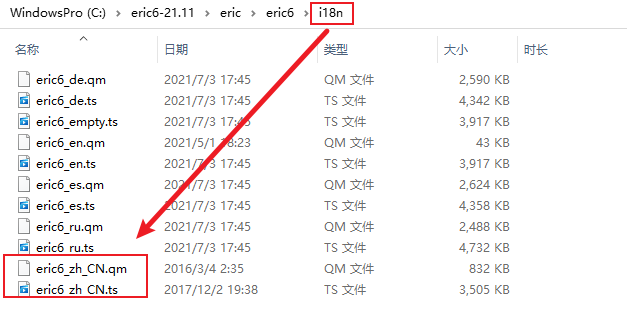 WindowsPro (C:) › eric6-21.11 › eric › eric6 › i18n
名称 日期 类型 大小 时长
eric6_de.qm 2021/7/3 17:45 QM 文件 2,590 KB
eric6_de.ts 2021/7/3 17:45 TS 文件 4,342 KB
eric6_empty.ts 2021/7/3 17:45 TS 文件 3,917 KB
eric6_en.qm 2021/5/1 18:23 QM 文件 43 KB
eric6_en.ts 2021/7/3 17:45 TS 文件 3,917 KB
eric6_es.qm 2021/7/3 17:45 QM 文件 2,624 KB
eric6_es.ts 2021/7/3 17:45 TS 文件 4,358 KB
eric6_ru.qm 2021/7/3 17:45 QM 文件 2,488 KB
eric6_ru.ts 2021/7/3 17:45 TS 文件 4,732 KB
eric6_zh_CN.qm 2016/3/4 2:35 QM 文件 832 KB
eric6_zh_CN.ts 2017/12/2 19:38 TS 文件 3,505 KB